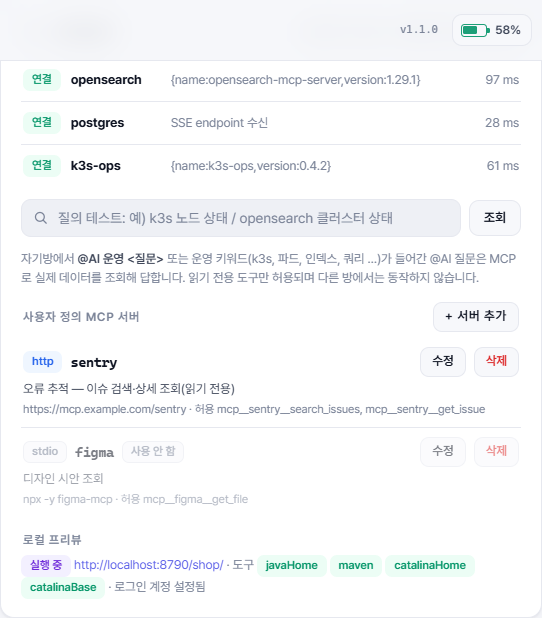 v1.1.0 58%
연결 opensearch {name:opensearch-mcp-server,version:1.29.1} 97 ms
연결 postgres SSE endpoint 수신 28 ms
연결 k3s-ops {name:k3s-ops,version:0.4.2} 61 ms
질의 테스트: 예) k3s 노드 상태 / opensearch 클러스터 상태 조회
자기방에서 @AI 운영 <질문> 또는 운영 키워드(k3s, 파드, 인덱스, 쿼리 …)가 들어간 @AI 질문은 MCP
로 실제 데이터를 조회해 답합니다. 읽기 전용 도구만 허용되며 다른 방에서는 동작하지 않습니다.
사용자 정의 MCP 서버 + 서버 추가
http sentry 수정 삭제
오류 추적 — 이슈 검색·상세 조회(읽기 전용)
https://mcp.example.com/sentry · 허용 mcp__sentry__search_issues, mcp__sentry__get_issue
stdio figma 사용 안 함 수정 삭제
디자인 시안 조회
npx -y figma-mcp · 허용 mcp__figma__get_file
로컬 프리뷰
실행 중 http://localhost:8790/shop/ · 도구 javaHome maven catalinaHome
catalinaBase · 로그인 계정 설정됨